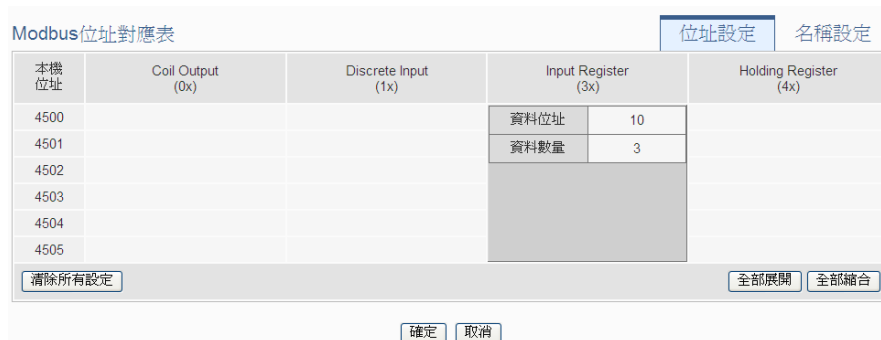 Modbus位址對應表 位址設定 名稱設定
本機位址 Coil Output (0x) Discrete Input (1x) Input Register (3x) Holding Register (4x)
4500 資料位址 10
4501 資料數量 3
4502
4503
4504
4505
清除所有設定 全部展開 全部縮合
確定 取消